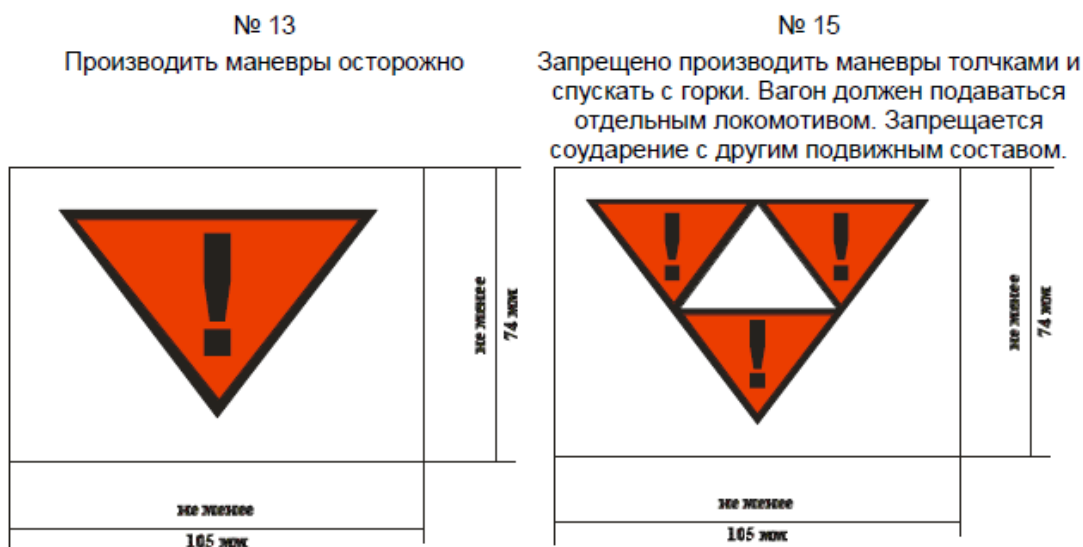 № 13
Производить маневры осторожно
!
не менее
74 мм
не менее
105 мм
№ 15
Запрещено производить маневры толчками и
спускать с горки. Вагон должен подаваться
отдельным локомотивом. Запрещается
соударение с другим подвижным составом.
!
!
!
не менее
74 мм
не менее
105 мм